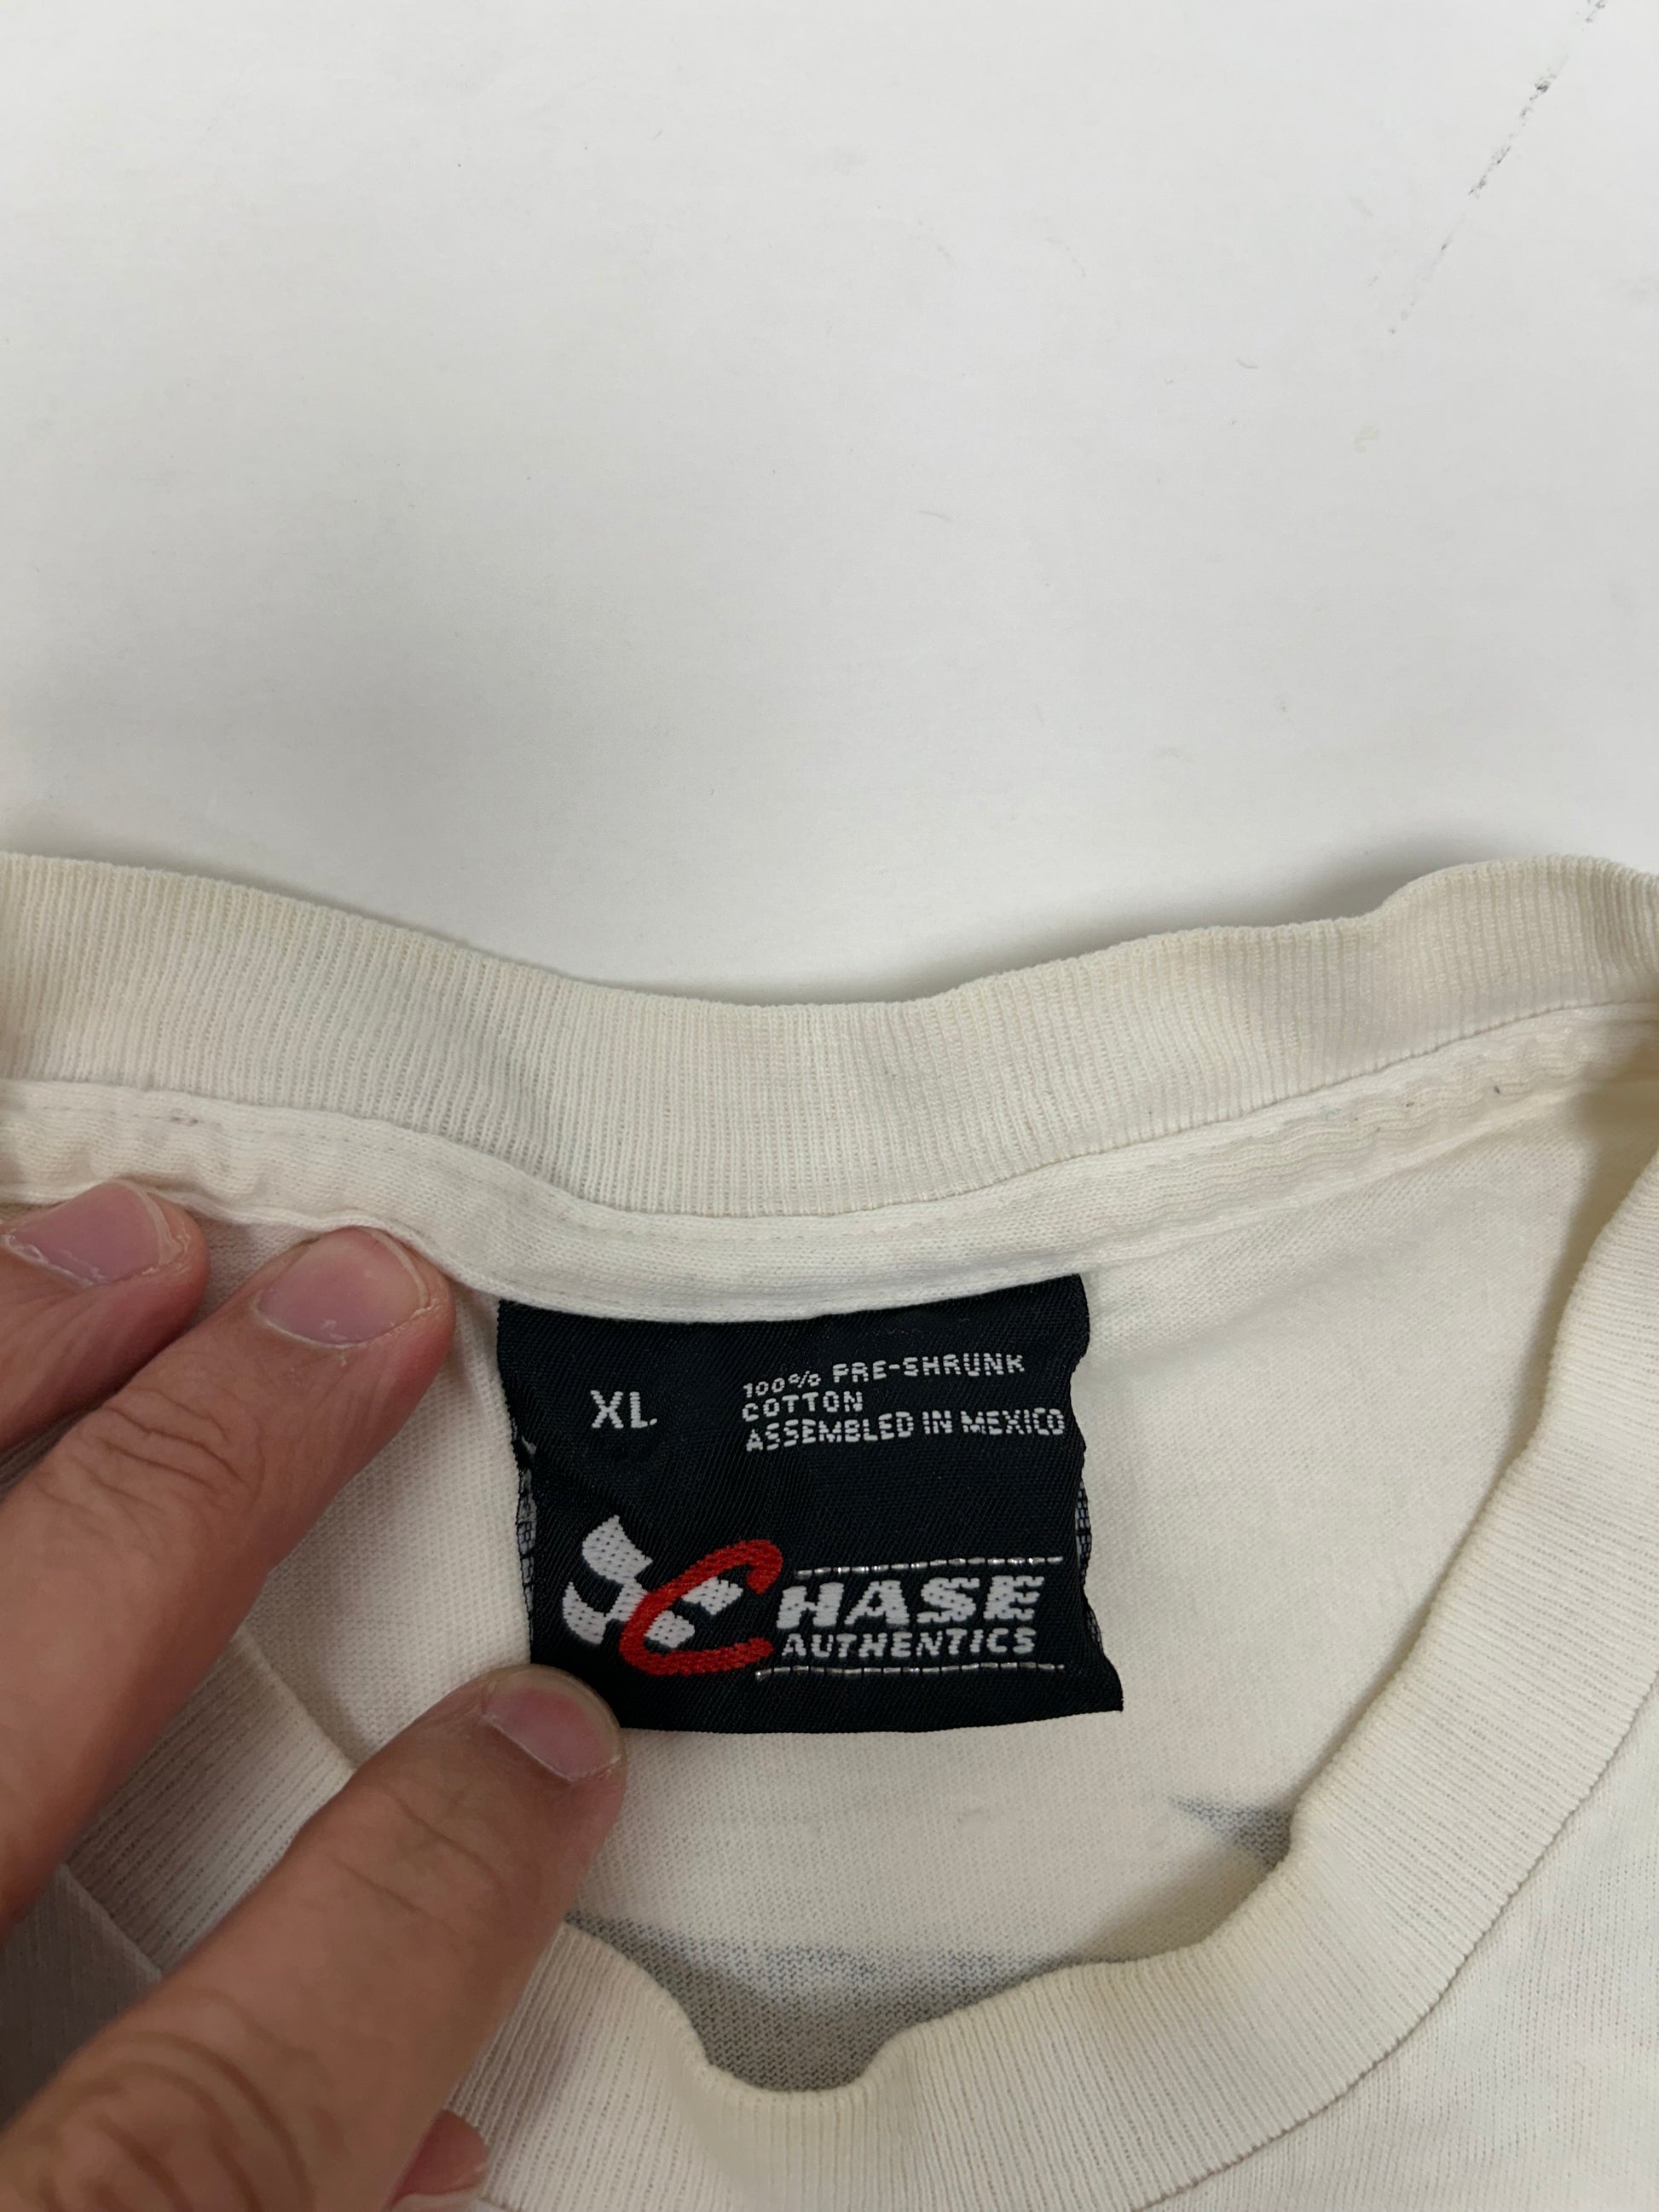 XL
100% PRE-SHRUNK
COTTON
ASSEMBLED IN MEXICO
CHASE
AUTHENTICS